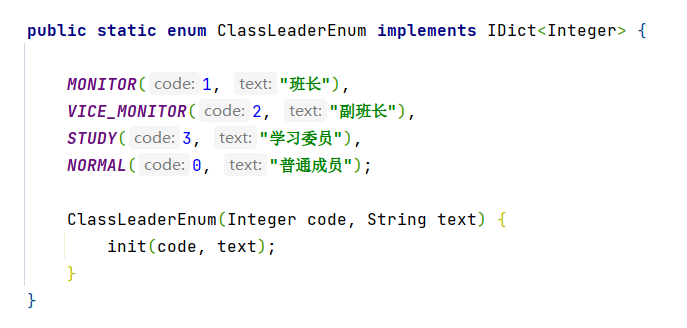 public static enum ClassLeaderEnum implements IDict<Integer> {
MONITOR( code: 1, text: "班长"),
VICE_MONITOR( code: 2, text: "副班长"),
STUDY( code: 3, text: "学习委员"),
NORMAL( code: 0, text: "普通成员");
ClassLeaderEnum(Integer code, String text) {
init(code, text);
}
}